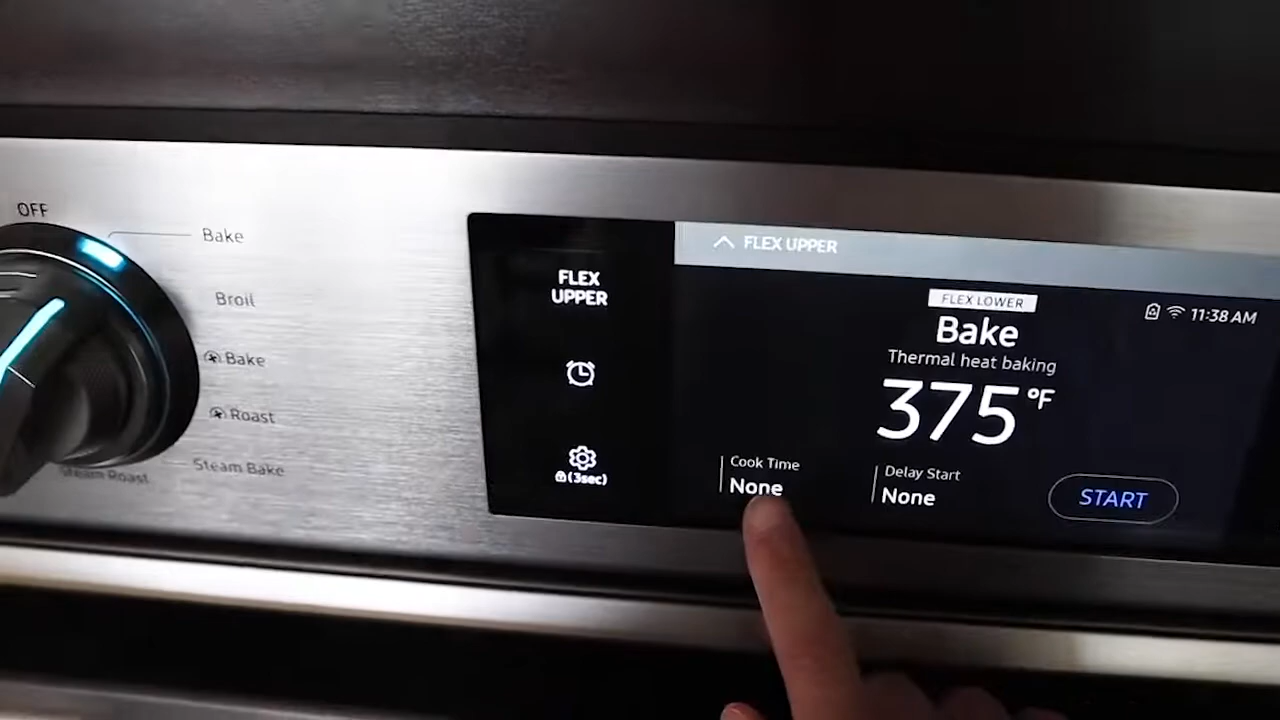 OFF
Bake
Broil
Bake
Roast
Steam Bake
Steam Roast
FLEX
UPPER
(3sec)
FLEX UPPER
FLEX LOWER
11:38 AM
Bake
Thermal heat baking
375°F
Cook Time
None
Delay Start
None
START